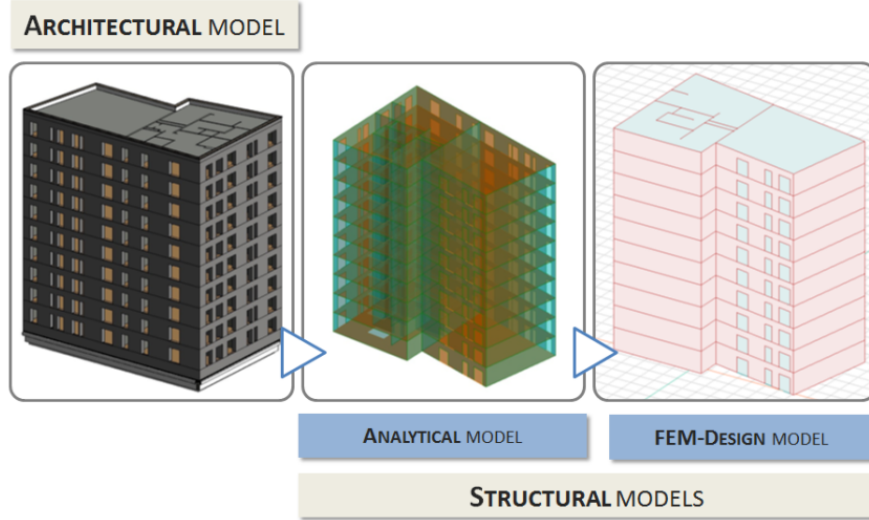 ARCHITECTURAL MODEL
ANALYTICAL MODEL
FEM-DESIGN MODEL
STRUCTURAL MODELS